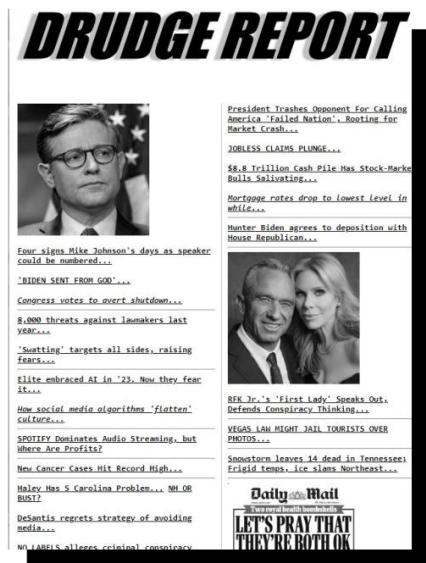 DRUDGE REPORT
Four signs Mike Johnson's days as speaker
could be numbered...
'BIDEN SENT FROM GOD'...
Congress votes to avert shutdown...
8,000 threats against lawmakers last
year...
'Swatting' targets all sides, raising
fears...
Elite embraced AI in '23. Now they fear
it...
How social media algorithms 'flatten'
culture...
SPOTIFY Dominates Audio Streaming, but
Where Are Profits?
New Cancer Cases Hit Record High...
Haley Has S Carolina Problem... NH OR
BUST?
DeSantis regrets strategy of avoiding
media...
NO LABELS alleges criminal conspiracy
President Trashes Opponent For Calling
America 'Failed Nation', Rooting for
Market Crash...
JOBLESS CLAIMS PLUNGE...
$8.8 Trillion Cash Pile Has Stock-Marke
Bulls Salivating...
Mortgage rates drop to lowest level in
while...
Hunter Biden agrees to deposition with
House Republican...
RFK Jr.'s 'First Lady' Speaks Out,
Defends Conspiracy Thinking...
VEGAS LAW MIGHT JAIL TOURISTS OVER
PHOTOS...
Snowstorm leaves 14 dead in Tennessee;
Frigid temps, ice slams Northeast...
Daily Mail
Two royal health bombshells
LET'S PRAY THAT
THEY'RE BOTH OK